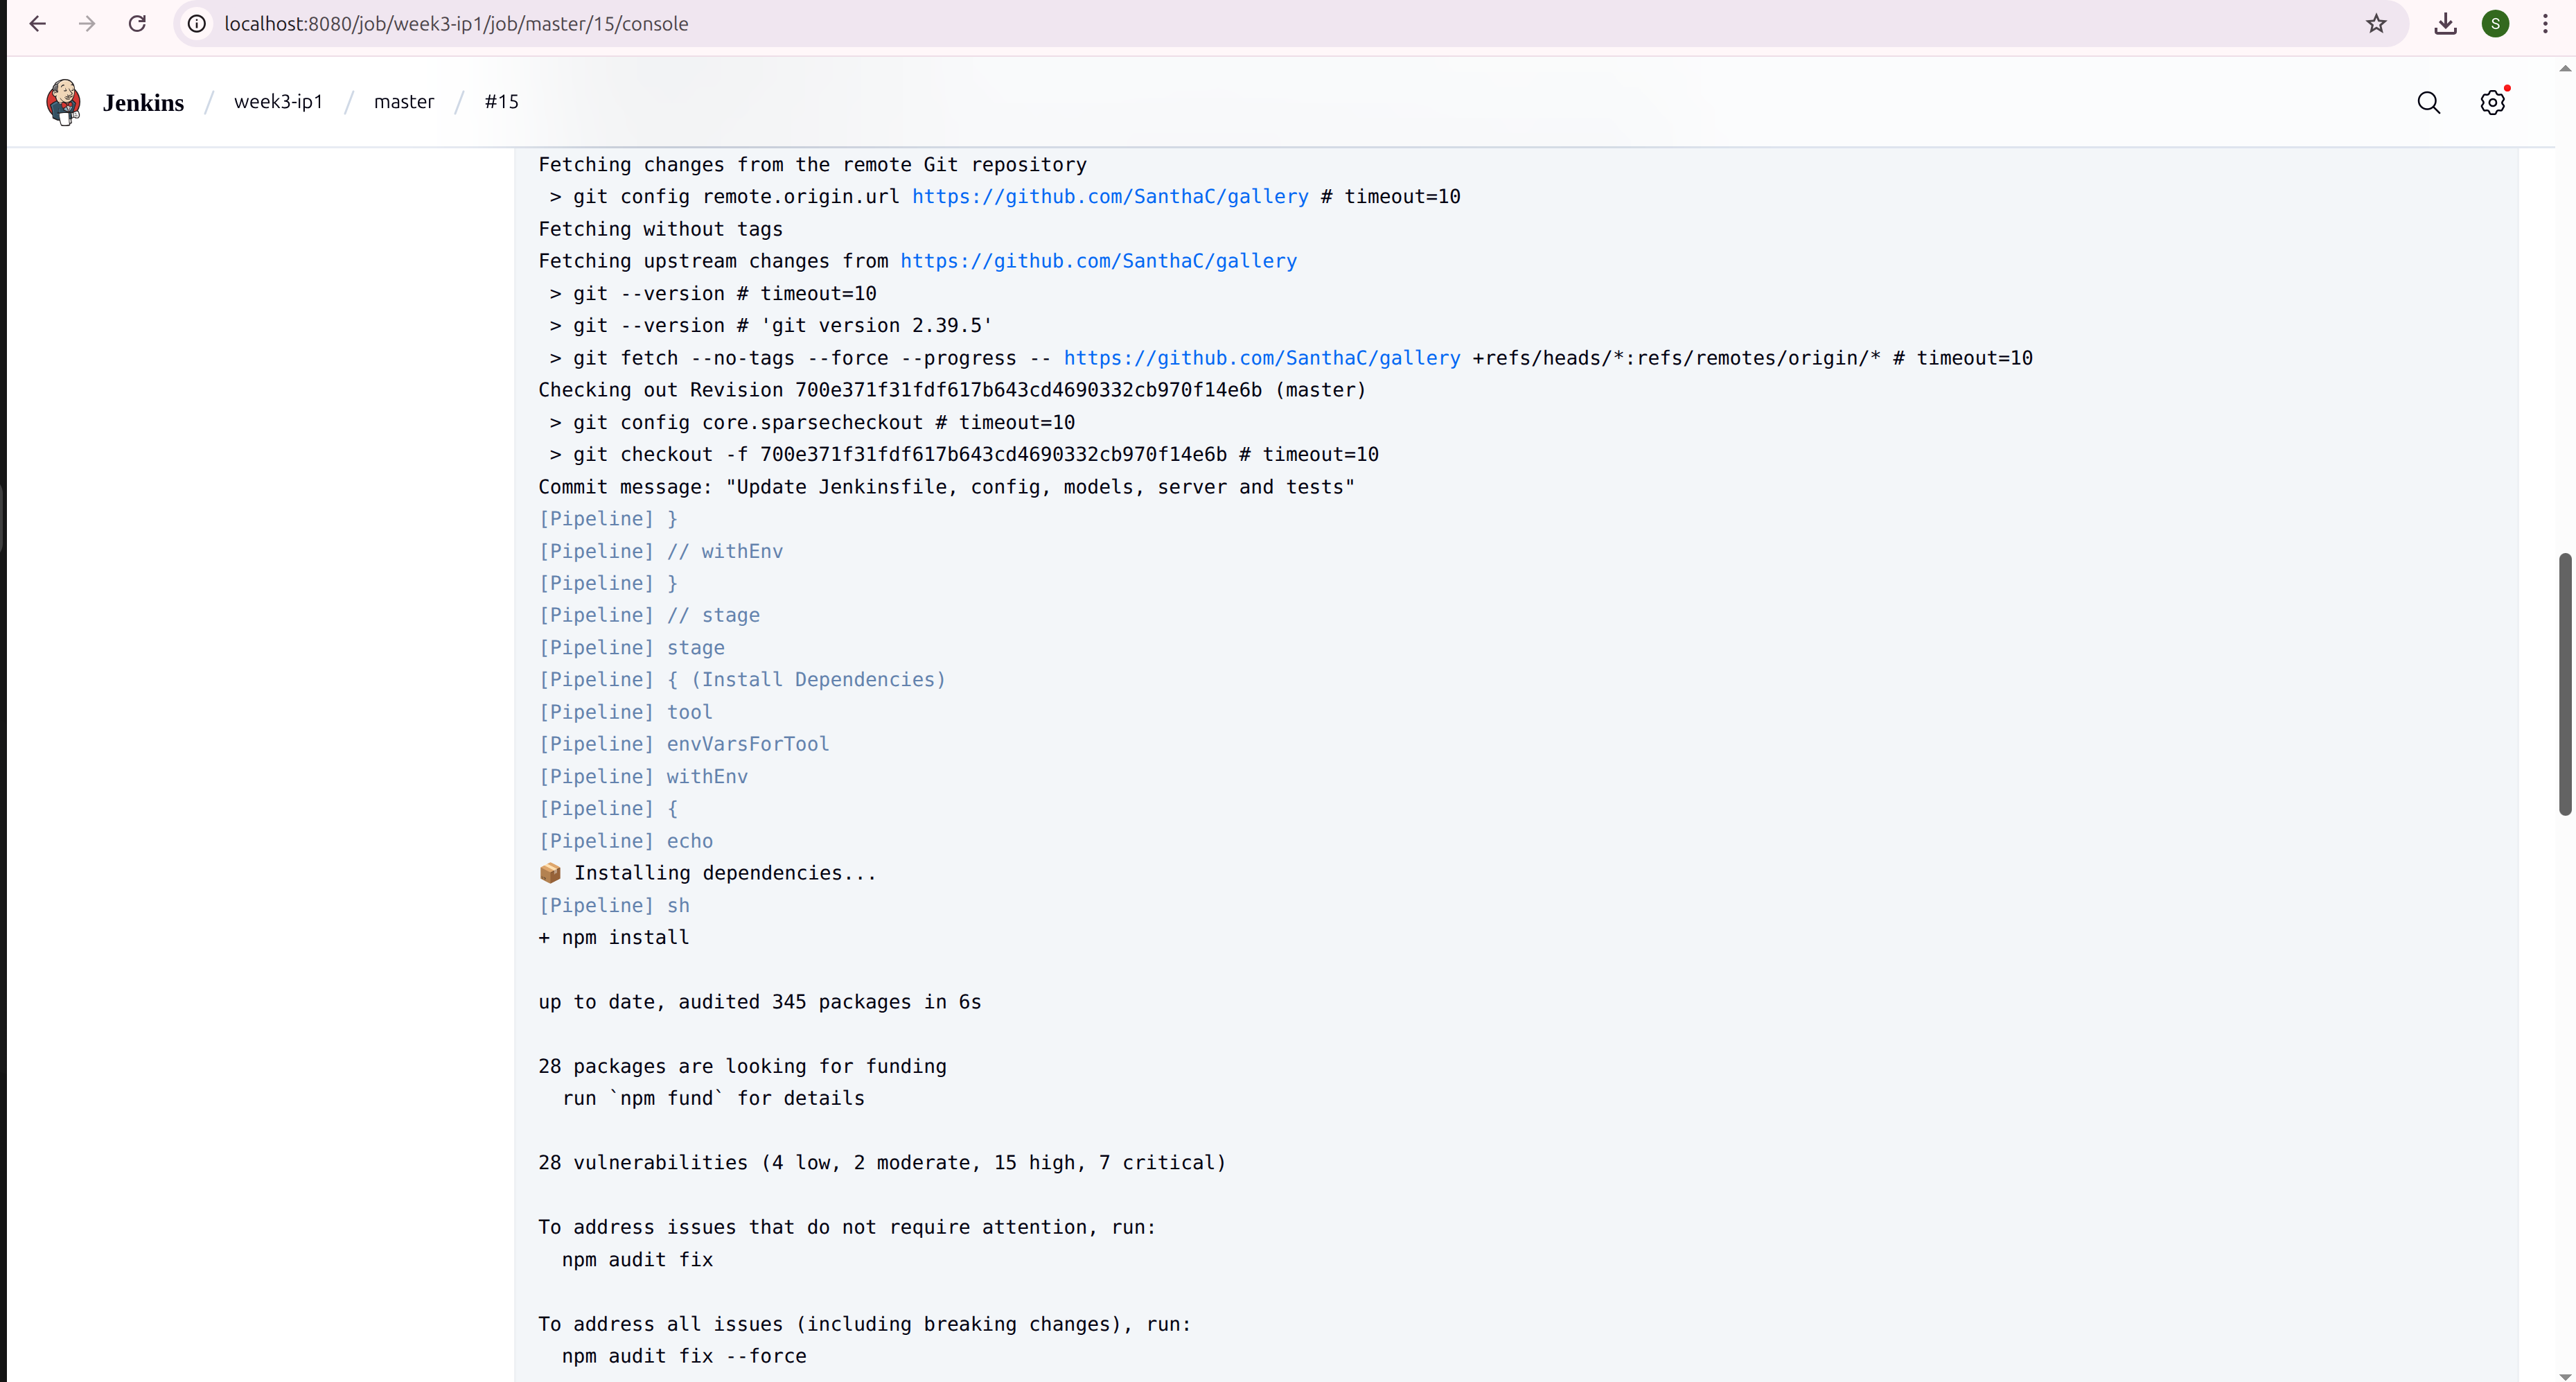 localhost:8080/job/week3-ip1/job/master/15/console
S
Jenkins / week3-ip1 / master / #15
Fetching changes from the remote Git repository
> git config remote.origin.url https://github.com/SanthaC/gallery # timeout=10
Fetching without tags
Fetching upstream changes from https://github.com/SanthaC/gallery
> git --version # timeout=10
> git --version # 'git version 2.39.5'
> git fetch --no-tags --force --progress -- https://github.com/SanthaC/gallery +refs/heads/*:refs/remotes/origin/* # timeout=10
Checking out Revision 700e371f31fdf617b643cd4690332cb970f14e6b (master)
> git config core.sparsecheckout # timeout=10
> git checkout -f 700e371f31fdf617b643cd4690332cb970f14e6b # timeout=10
Commit message: "Update Jenkinsfile, config, models, server and tests"
[Pipeline] }
[Pipeline] // withEnv
[Pipeline] }
[Pipeline] // stage
[Pipeline] stage
[Pipeline] { (Install Dependencies)
[Pipeline] tool
[Pipeline] envVarsForTool
[Pipeline] withEnv
[Pipeline] {
[Pipeline] echo
📦 Installing dependencies...
[Pipeline] sh
+ npm install
up to date, audited 345 packages in 6s
28 packages are looking for funding
run `npm fund` for details
28 vulnerabilities (4 low, 2 moderate, 15 high, 7 critical)
To address issues that do not require attention, run:
npm audit fix
To address all issues (including breaking changes), run:
npm audit fix --force